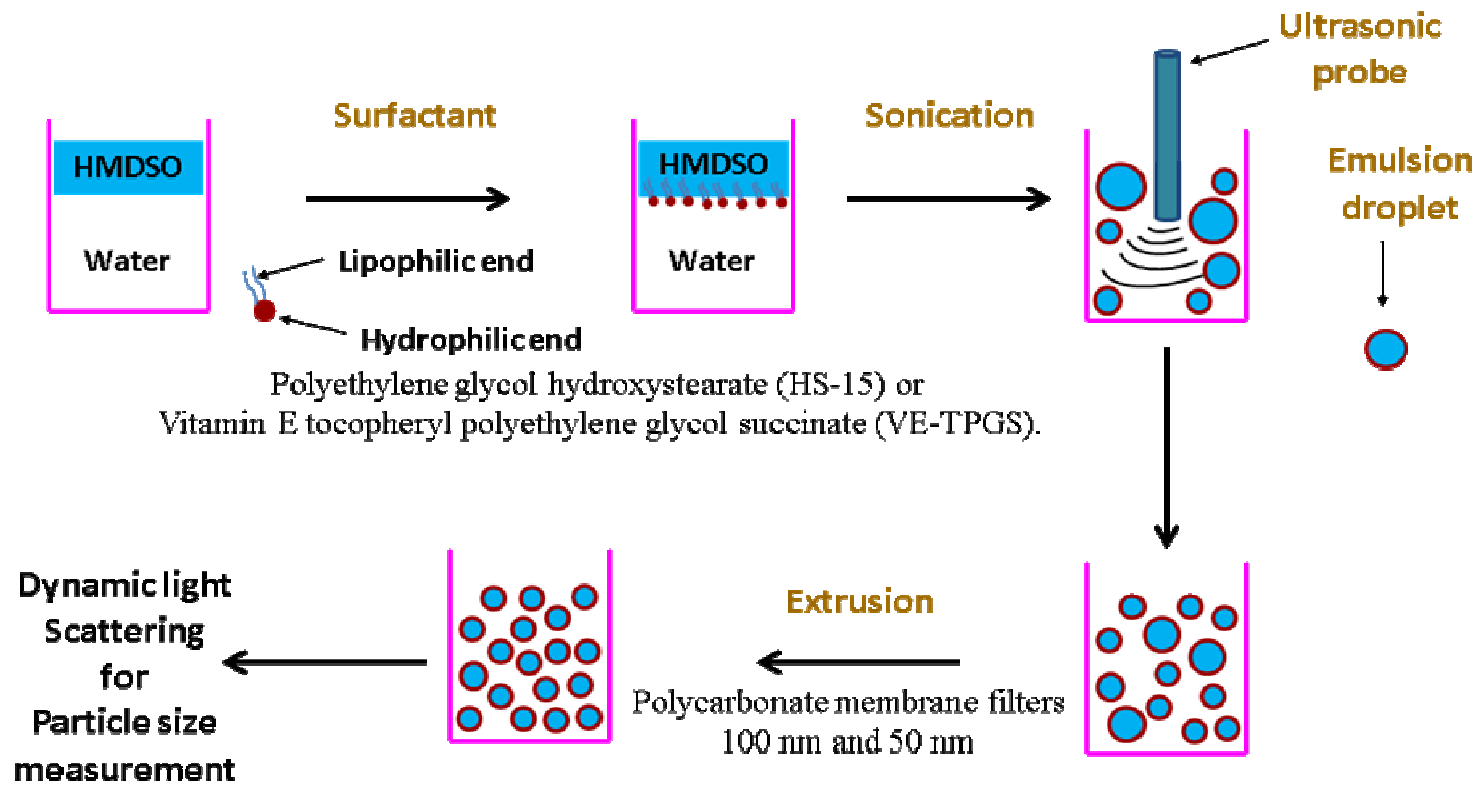 Ultrasonic
probe
Surfactant
Sonication
HMDSO
HMDSO
Emulsion
droplet
Water
Lipophilic end
Water
Hydrophilic end
Polyethylene glycol hydroxystearate (HS-15) or
Vitamin E tocopheryl polyethylene glycol succinate (VE-TPGS).
Dynamic light
Scattering
for
Particle size
measurement
Extrusion
Polycarbonate membrane filters
100 nm and 50 nm